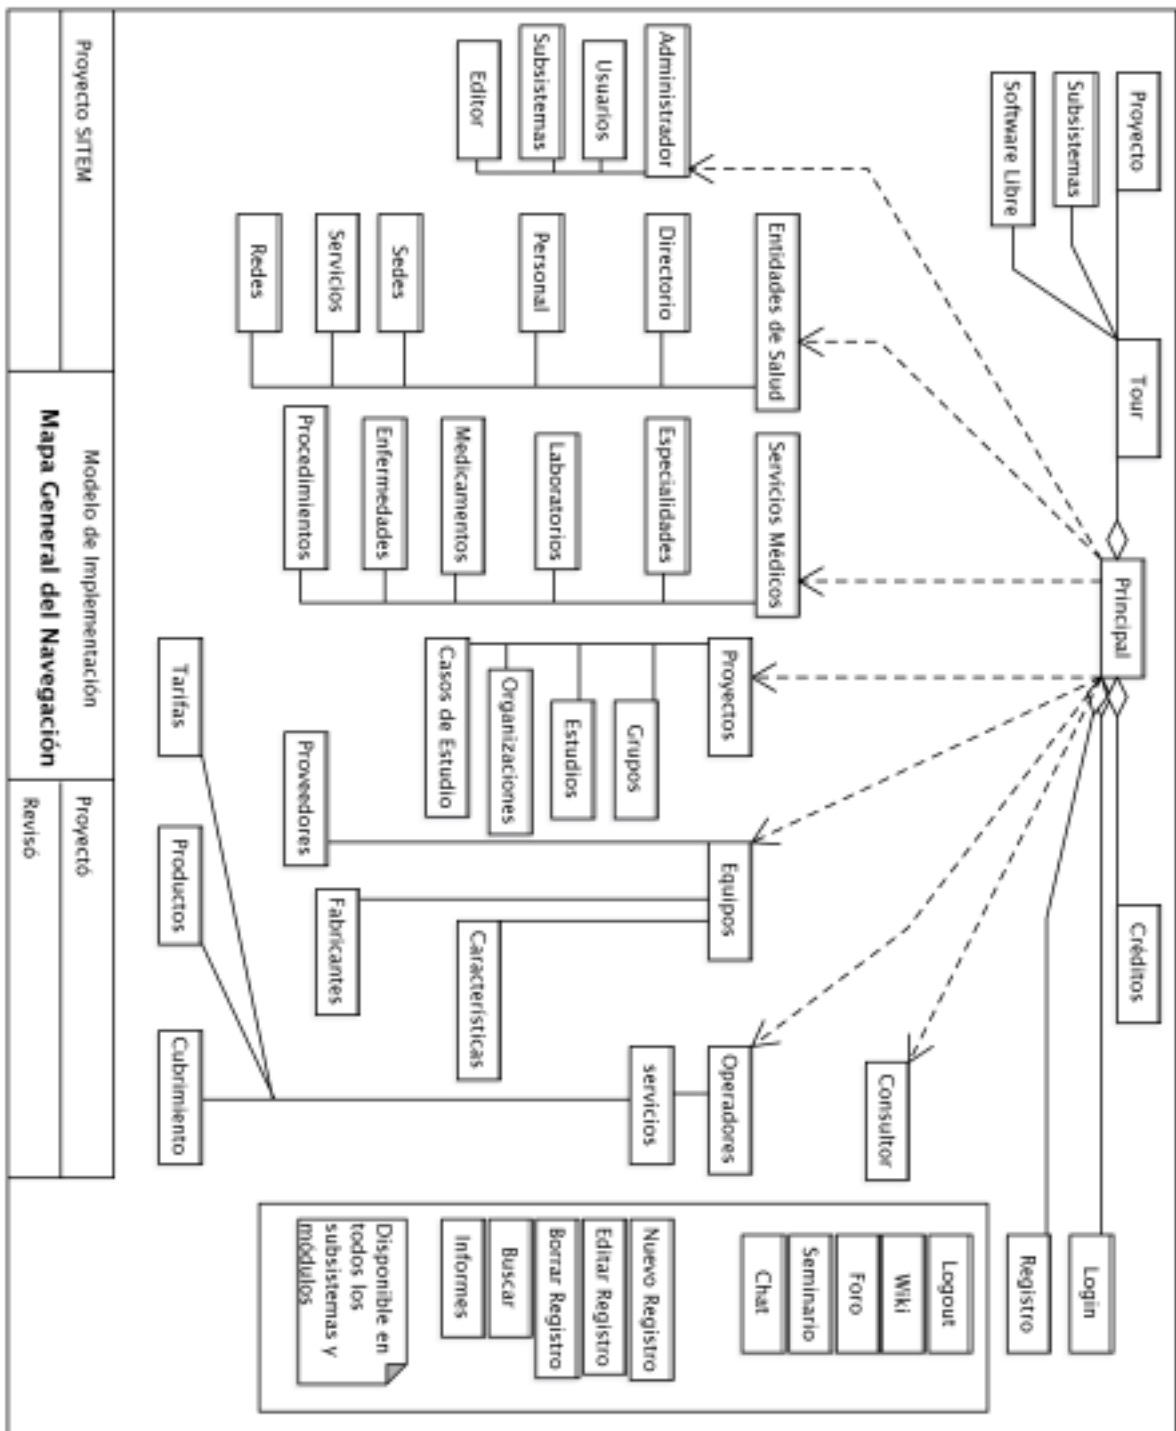 Proyecto
Subsistemas
Software Libre
Tour
Principal
Créditos
Login
Registro
Administrador
Usuarios
Subsistemas
Editor
Entidades de Salud
Directorio
Personal
Sedes
Servicios
Redes
Servicios Médicos
Especialidades
Laboratorios
Medicamentos
Enfermedades
Procedimientos
Proyectos
Grupos
Estudios
Organizaciones
Casos de Estudio
Equipos
Proveedores
Fabricantes
Características
Operadores
servicios
Tarifas
Productos
Cubrimiento
Consultor
Logout
Wiki
Foro
Seminario
Chat
Nuevo Registro
Editar Registro
Borrar Registro
Buscar
Informes
Disponible en
todos los
subsistemas y
módulos
Proyecto SITEM
Modelo de Implementación
Mapa General del Navegación
Proyectó
Revisó